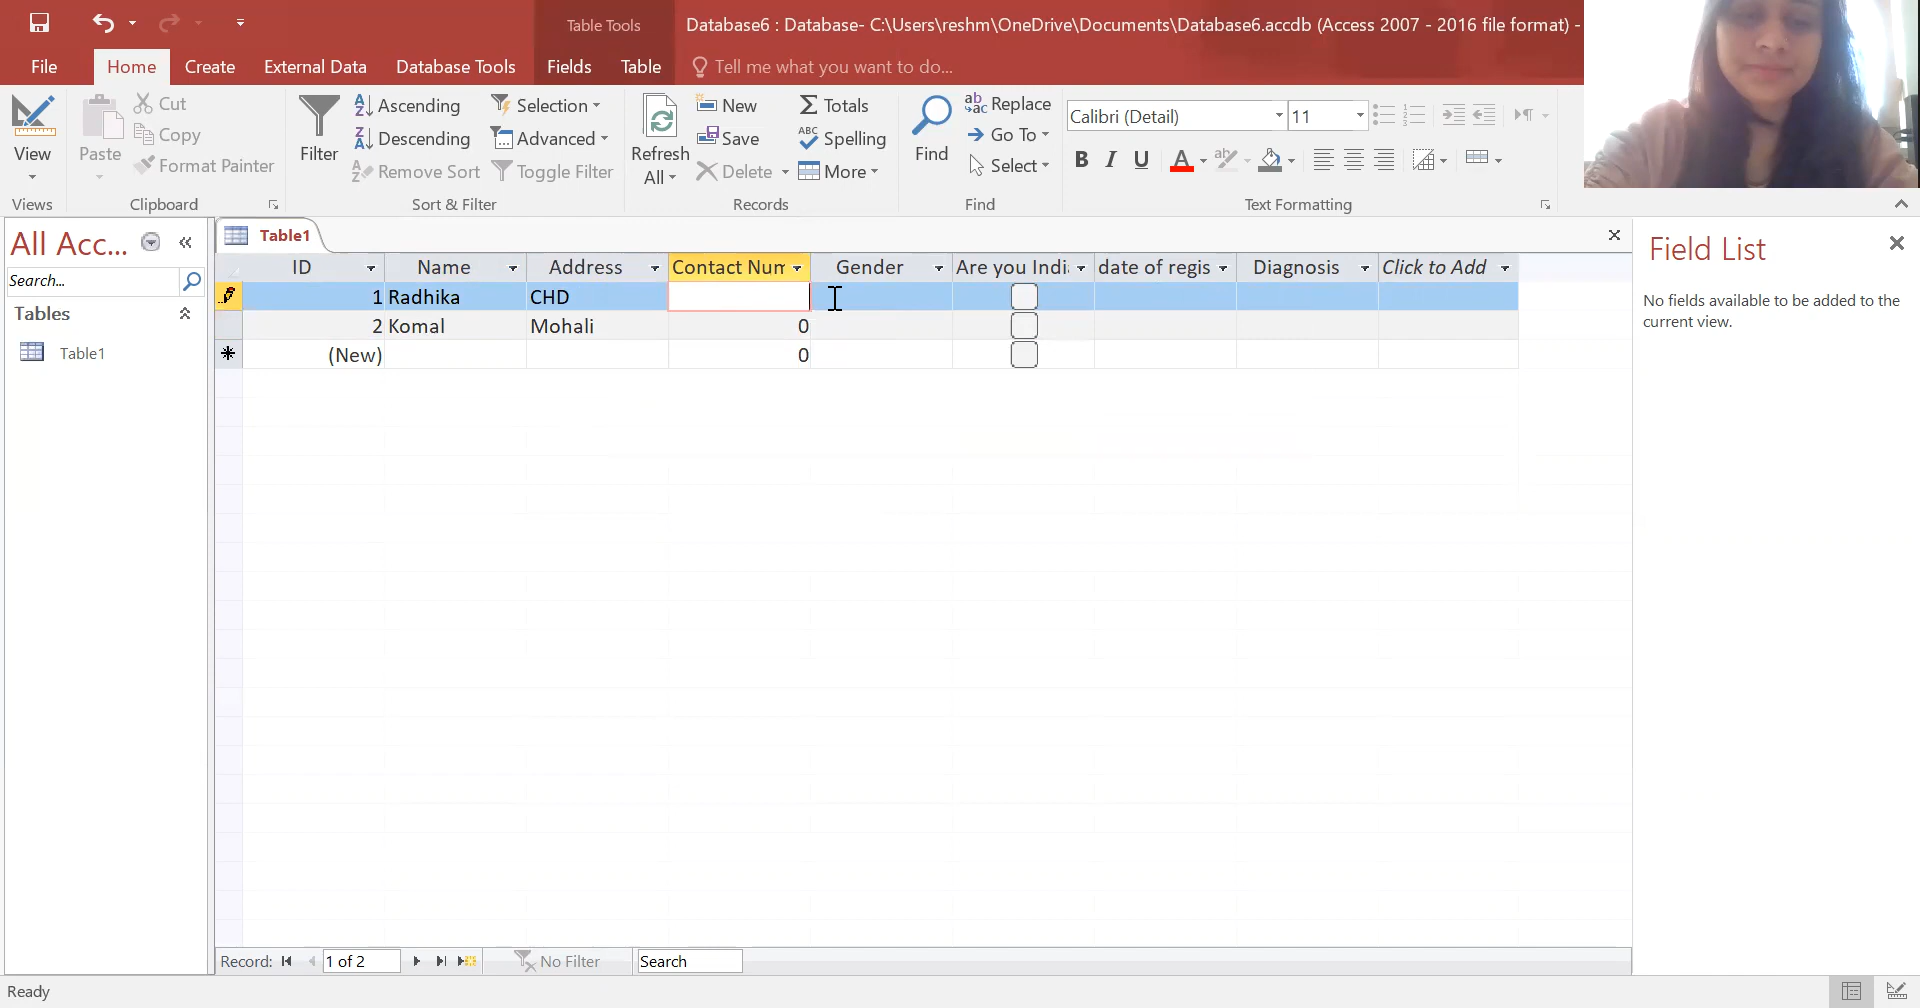 Table Tools
Database6 : Database- C:\Users\reshm\OneDrive\Documents\Database6.accdb (Access 2007 - 2016 file format) -
File Home Create External Data Database Tools Fields Table Tell me what you want to do...
View
Views
Paste
Cut
Copy
Format Painter
Clipboard
Filter
Ascending
Descending
Remove Sort
Selection
Advanced
Toggle Filter
Sort & Filter
Refresh
All
New
Save
Delete
Totals
Spelling
More
Records
Find
Replace
Go To
Select
Find
Calibri (Detail) 11
B I U A
Text Formatting
All Acc...
Search...
Tables
Table1
Table1
ID Name Address Contact Num Gender Are you Indi date of regis Diagnosis Click to Add
1 Radhika CHD
2 Komal Mohali 0
(New) 0
Field List
No fields available to be added to the
current view.
Record: 1 of 2 No Filter Search
Ready